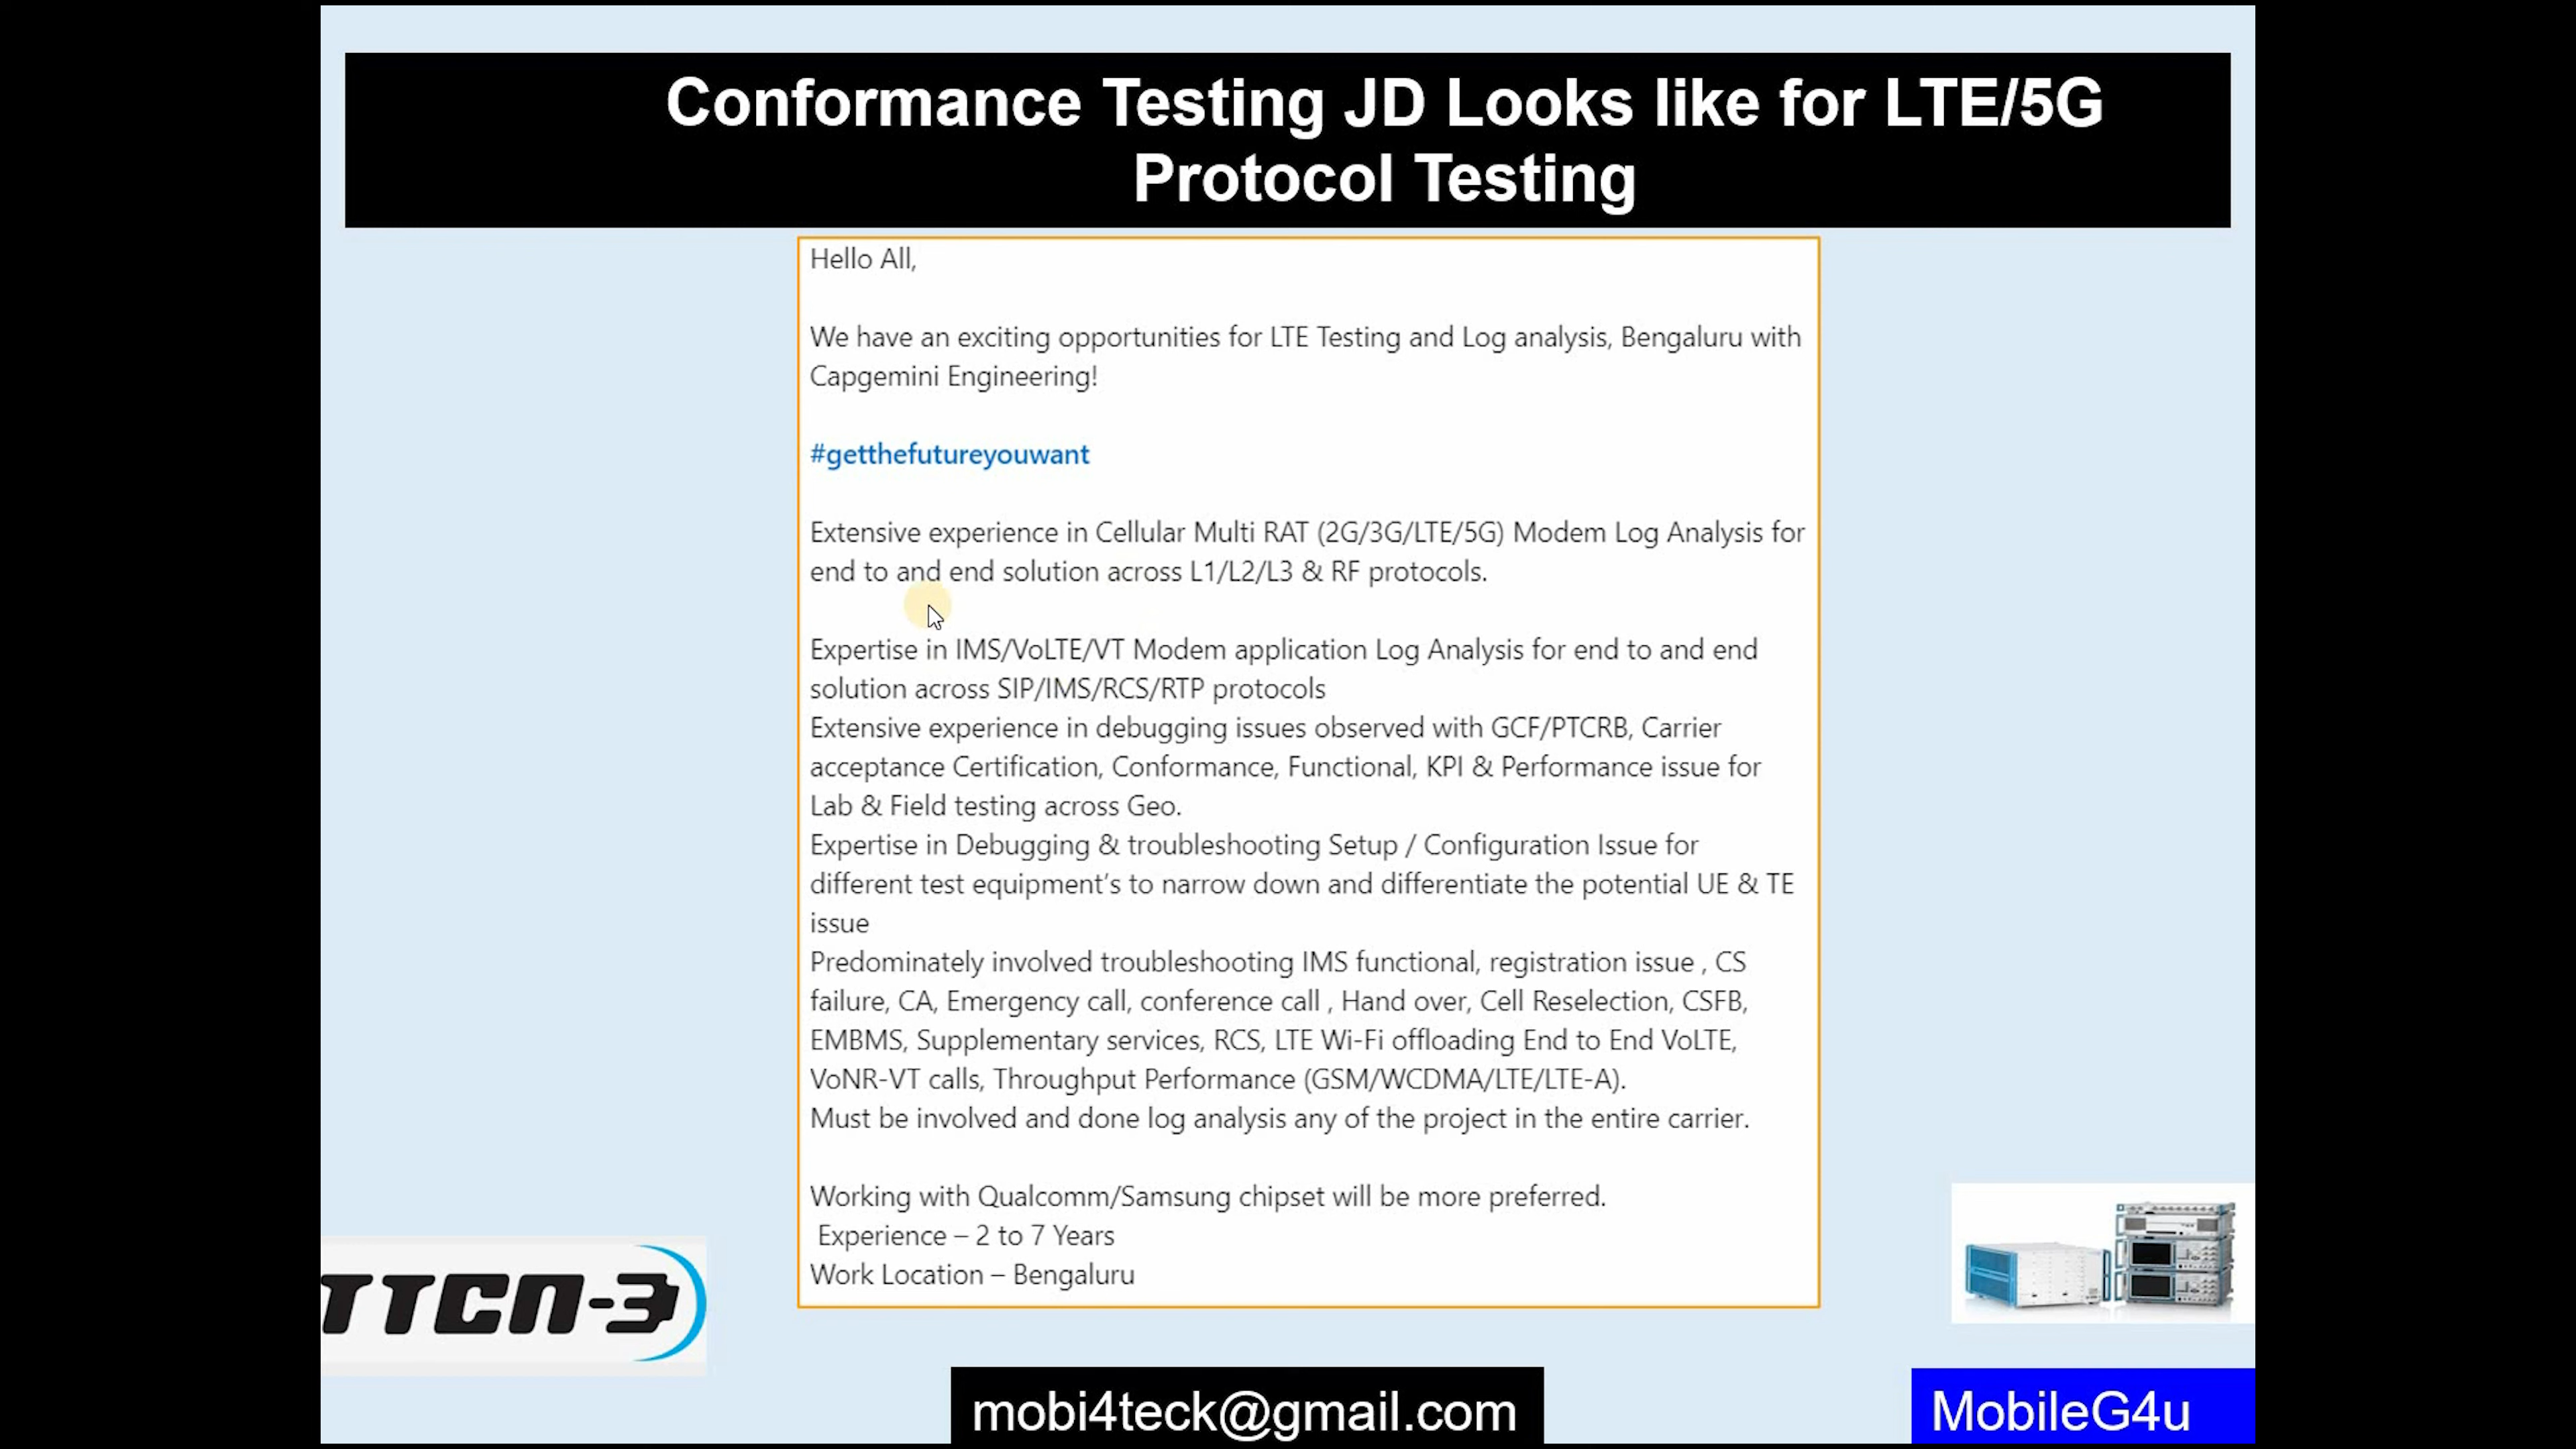 Conformance Testing JD Looks like for LTE/5G
Protocol Testing
Hello All,
We have an exciting opportunities for LTE Testing and Log analysis, Bengaluru with
Capgemini Engineering!
#getthefutureyouwant
Extensive experience in Cellular Multi RAT (2G/3G/LTE/5G) Modem Log Analysis for
end to and end solution across L1/L2/L3 & RF protocols.
Expertise in IMS/VoLTE/VT Modem application Log Analysis for end to and end
solution across SIP/IMS/RCS/RTP protocols
Extensive experience in debugging issues observed with GCF/PTCRB, Carrier
acceptance Certification, Conformance, Functional, KPI & Performance issue for
Lab & Field testing across Geo.
Expertise in Debugging & troubleshooting Setup / Configuration Issue for
different test equipment's to narrow down and differentiate the potential UE & TE
issue
Predominately involved troubleshooting IMS functional, registration issue , CS
failure, CA, Emergency call, conference call , Hand over, Cell Reselection, CSFB,
EMBMS, Supplementary services, RCS, LTE Wi-Fi offloading End to End VoLTE,
VoNR-VT calls, Throughput Performance (GSM/WCDMA/LTE/LTE-A).
Must be involved and done log analysis any of the project in the entire carrier.
Working with Qualcomm/Samsung chipset will be more preferred.
Experience – 2 to 7 Years
Work Location – Bengaluru
TTCN-3
mobi4teck@gmail.com
MobileG4u